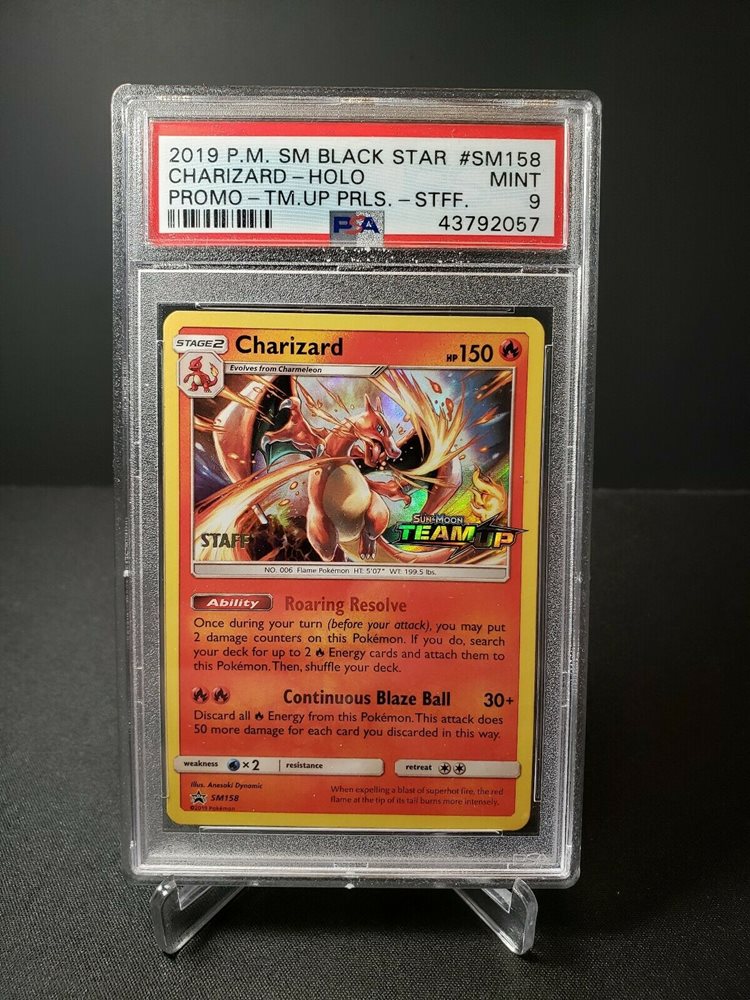 2019 P.M. SM BLACK STAR #SM158
CHARIZARD - HOLO MINT
PROMO - TM.UP PRLS. - STFF. 9
PSA 43792057
STAGE2 Charizard HP 150
Evolves from Charmeleon
STAFF
SUN & MOON
TEAM UP
NO. 006 Flame Pokémon HT: 5'07" WT: 199.5 lbs.
Ability Roaring Resolve
Once during your turn (before your attack), you may put
2 damage counters on this Pokémon. If you do, search
your deck for up to 2 Energy cards and attach them to
this Pokémon. Then, shuffle your deck.
Continuous Blaze Ball 30+
Discard all Energy from this Pokémon. This attack does
50 more damage for each card you discarded in this way.
weakness ×2 resistance retreat
Illus. Anesaki Dynamic
SM158
©2019 Pokémon
When expelling a blast of superhot fire, the red
flame at the tip of its tail burns more intensely.